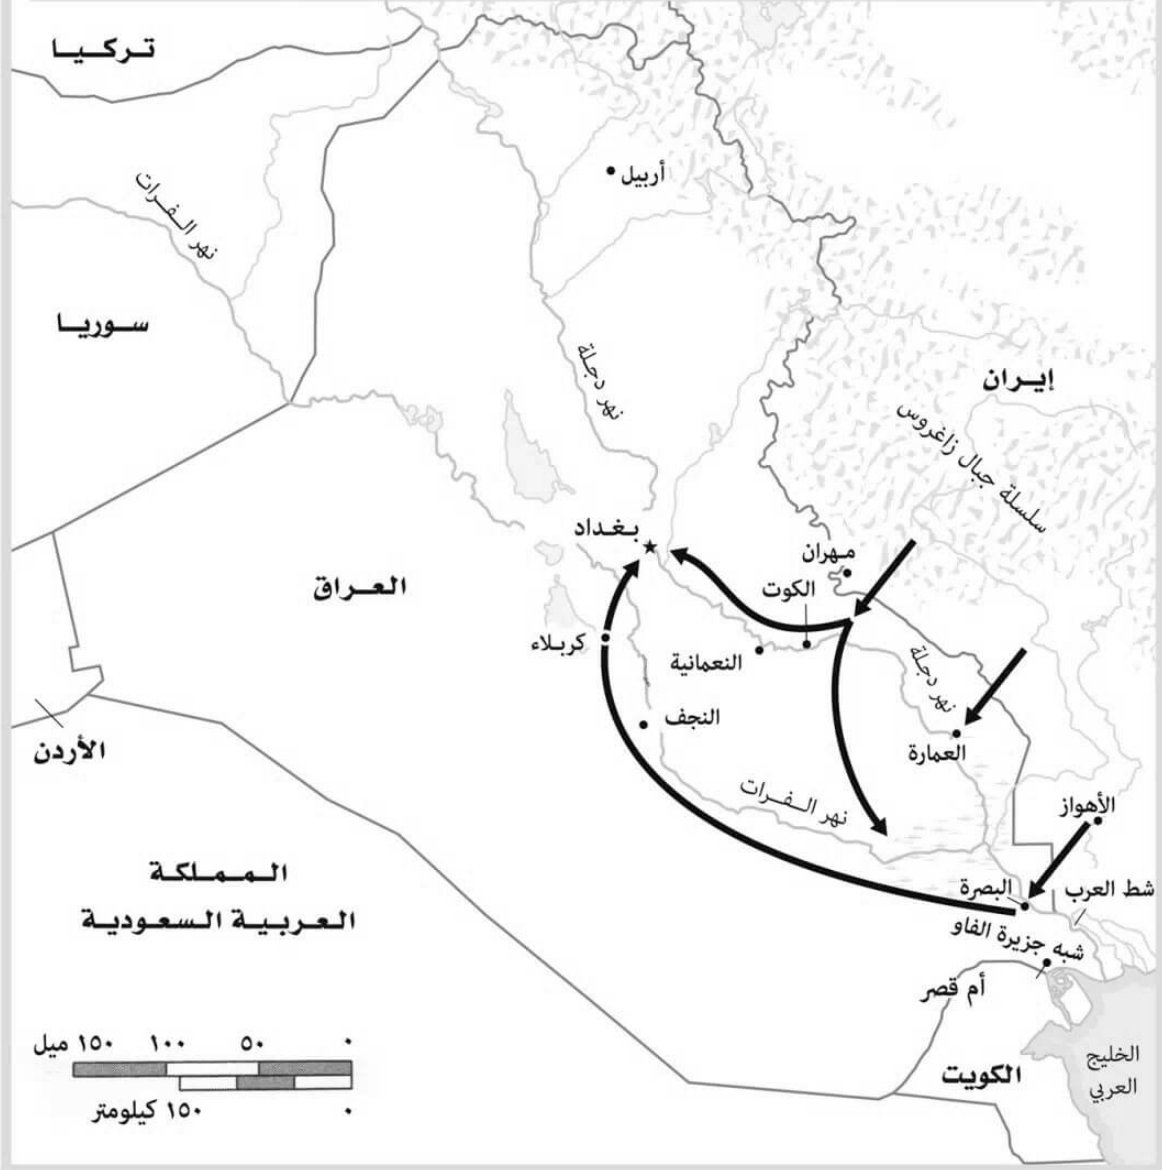 تركيا
أربيل
نهر الفرات
سوريا
نهر دجلة
إيران
سلسلة جبال زاغروس
بغداد
مهران
الكوت
العراق
كربلاء
النعمانية
نهر دجلة
النجف
العمارة
الأردن
نهر الفرات
الأهواز
المملكة
العربية السعودية
البصرة
شط العرب
شبه جزيرة الفاو
أم قصر
٠ ٥٠ ١٠٠ ١٥٠ ميل
٠ ١٥٠ كيلومتر
الكويت
الخليج
العربي